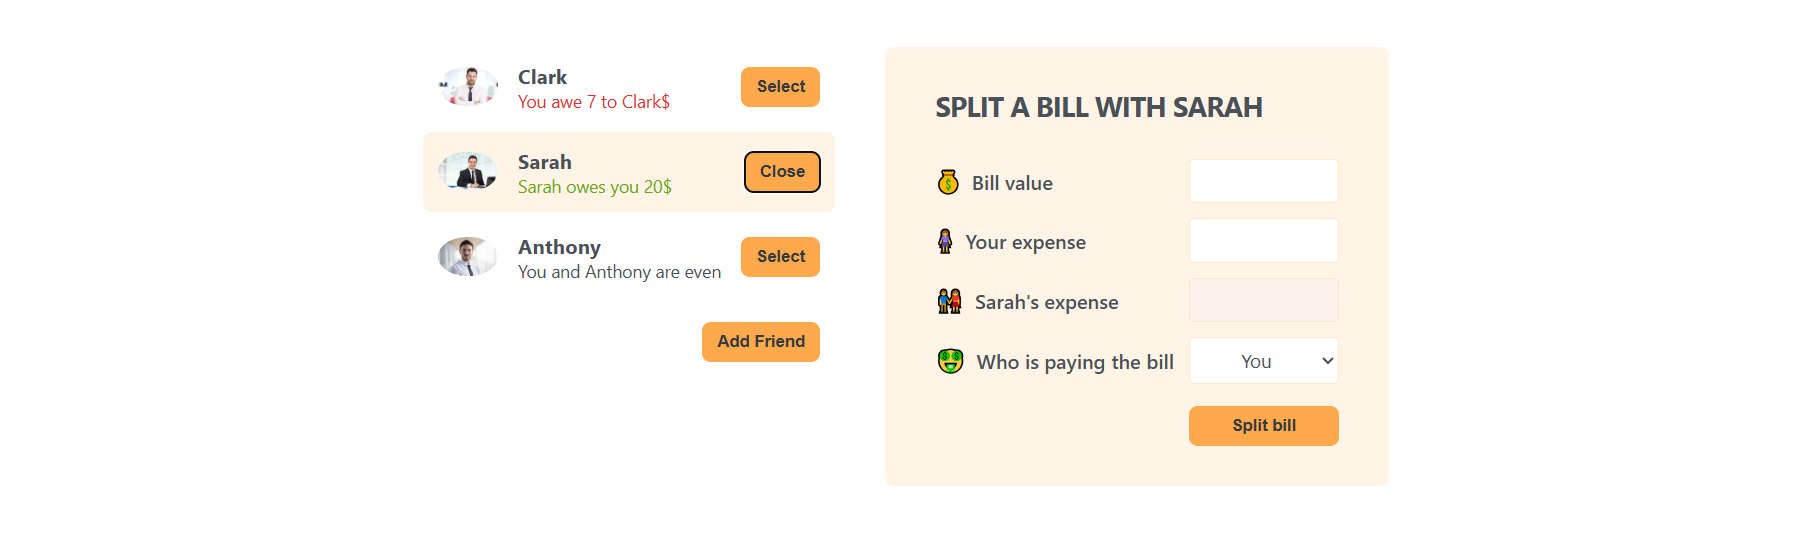 Clark
You awe 7 to Clark$
Select
Sarah
Sarah owes you 20$
Close
Anthony
You and Anthony are even
Select
Add Friend
SPLIT A BILL WITH SARAH
Bill value
Your expense
Sarah's expense
Who is paying the bill
You
Split bill